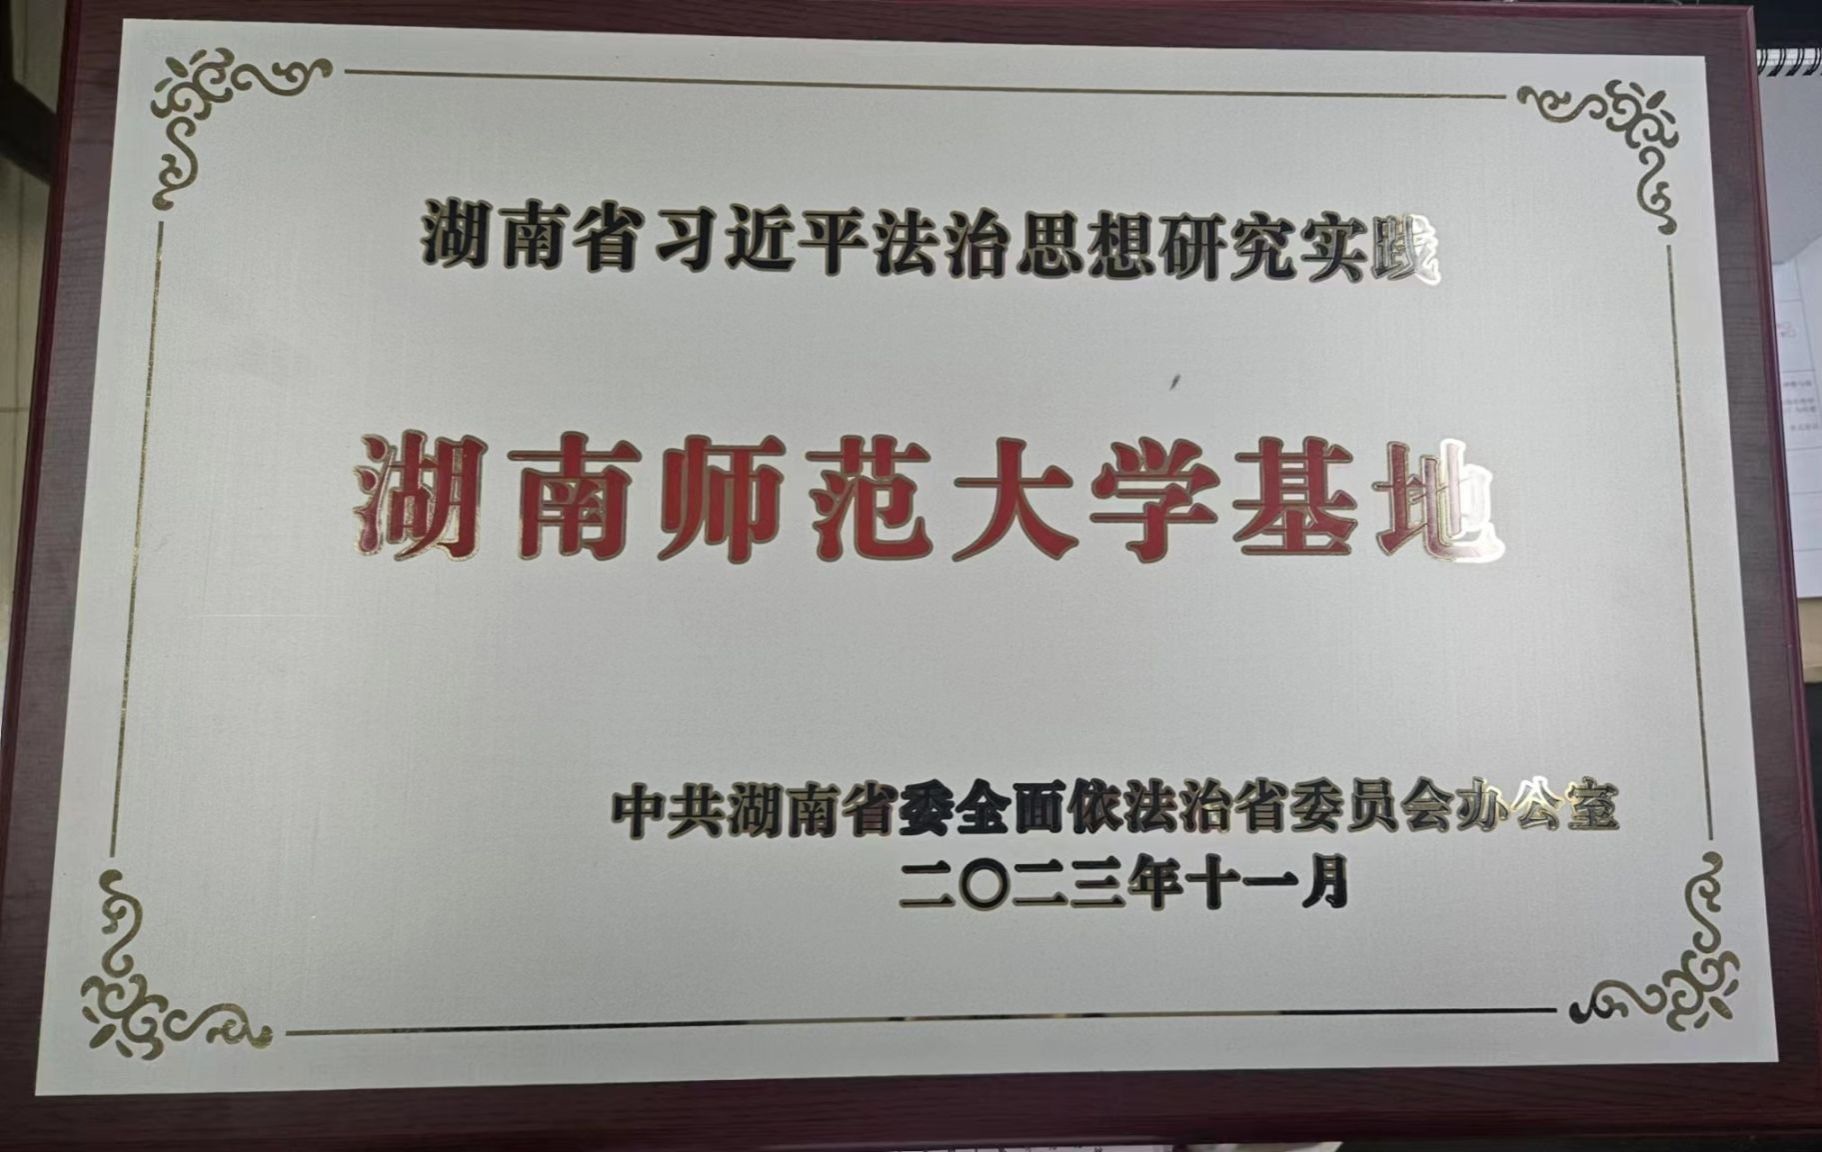 湖南省习近平法治思想研究实践
湖南师范大学基地
中共湖南省委全面依法治省委员会办公室
二〇二三年十一月